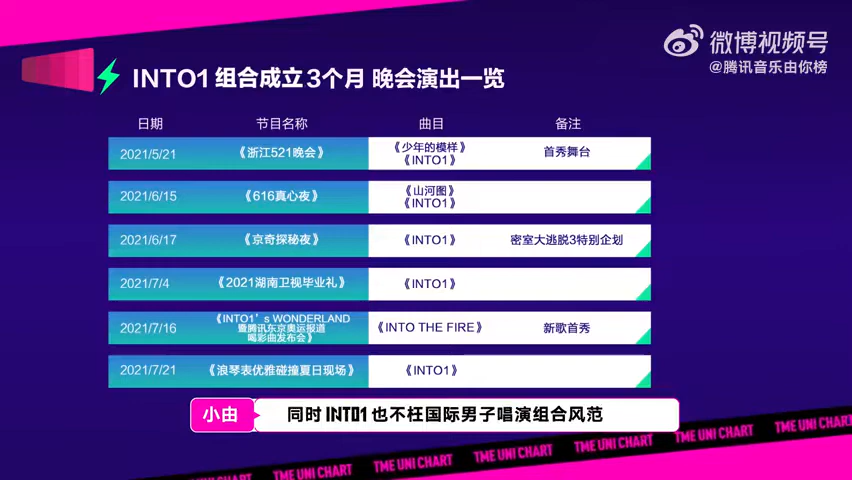 微博视频号
@腾讯音乐由你榜
INTO1 组合成立3个月 晚会演出一览
日期 节目名称 曲目 备注
2021/5/21 《浙江521晚会》 《少年的模样》 首秀舞台
《INTO1》
2021/6/15 《616真心夜》 《山河图》
《INTO1》
2021/6/17 《京奇探秘夜》 《INTO1》 密室大逃脱3特别企划
2021/7/4 《2021湖南卫视毕业礼》 《INTO1》
2021/7/16 《INTO1’s WONDERLAND 《INTO THE FIRE》 新歌首秀
暨腾讯东京奥运报道
喝彩曲发布会》
2021/7/21 《浪琴表优雅碰撞夏日现场》 《INTO1》
小由 同时 INTO1 也不枉国际男子唱演组合风范
TME UNI CHART TME UNI CHART TME UNI CHART TME UNI CHART TME UNI CHART TME UNI CHART